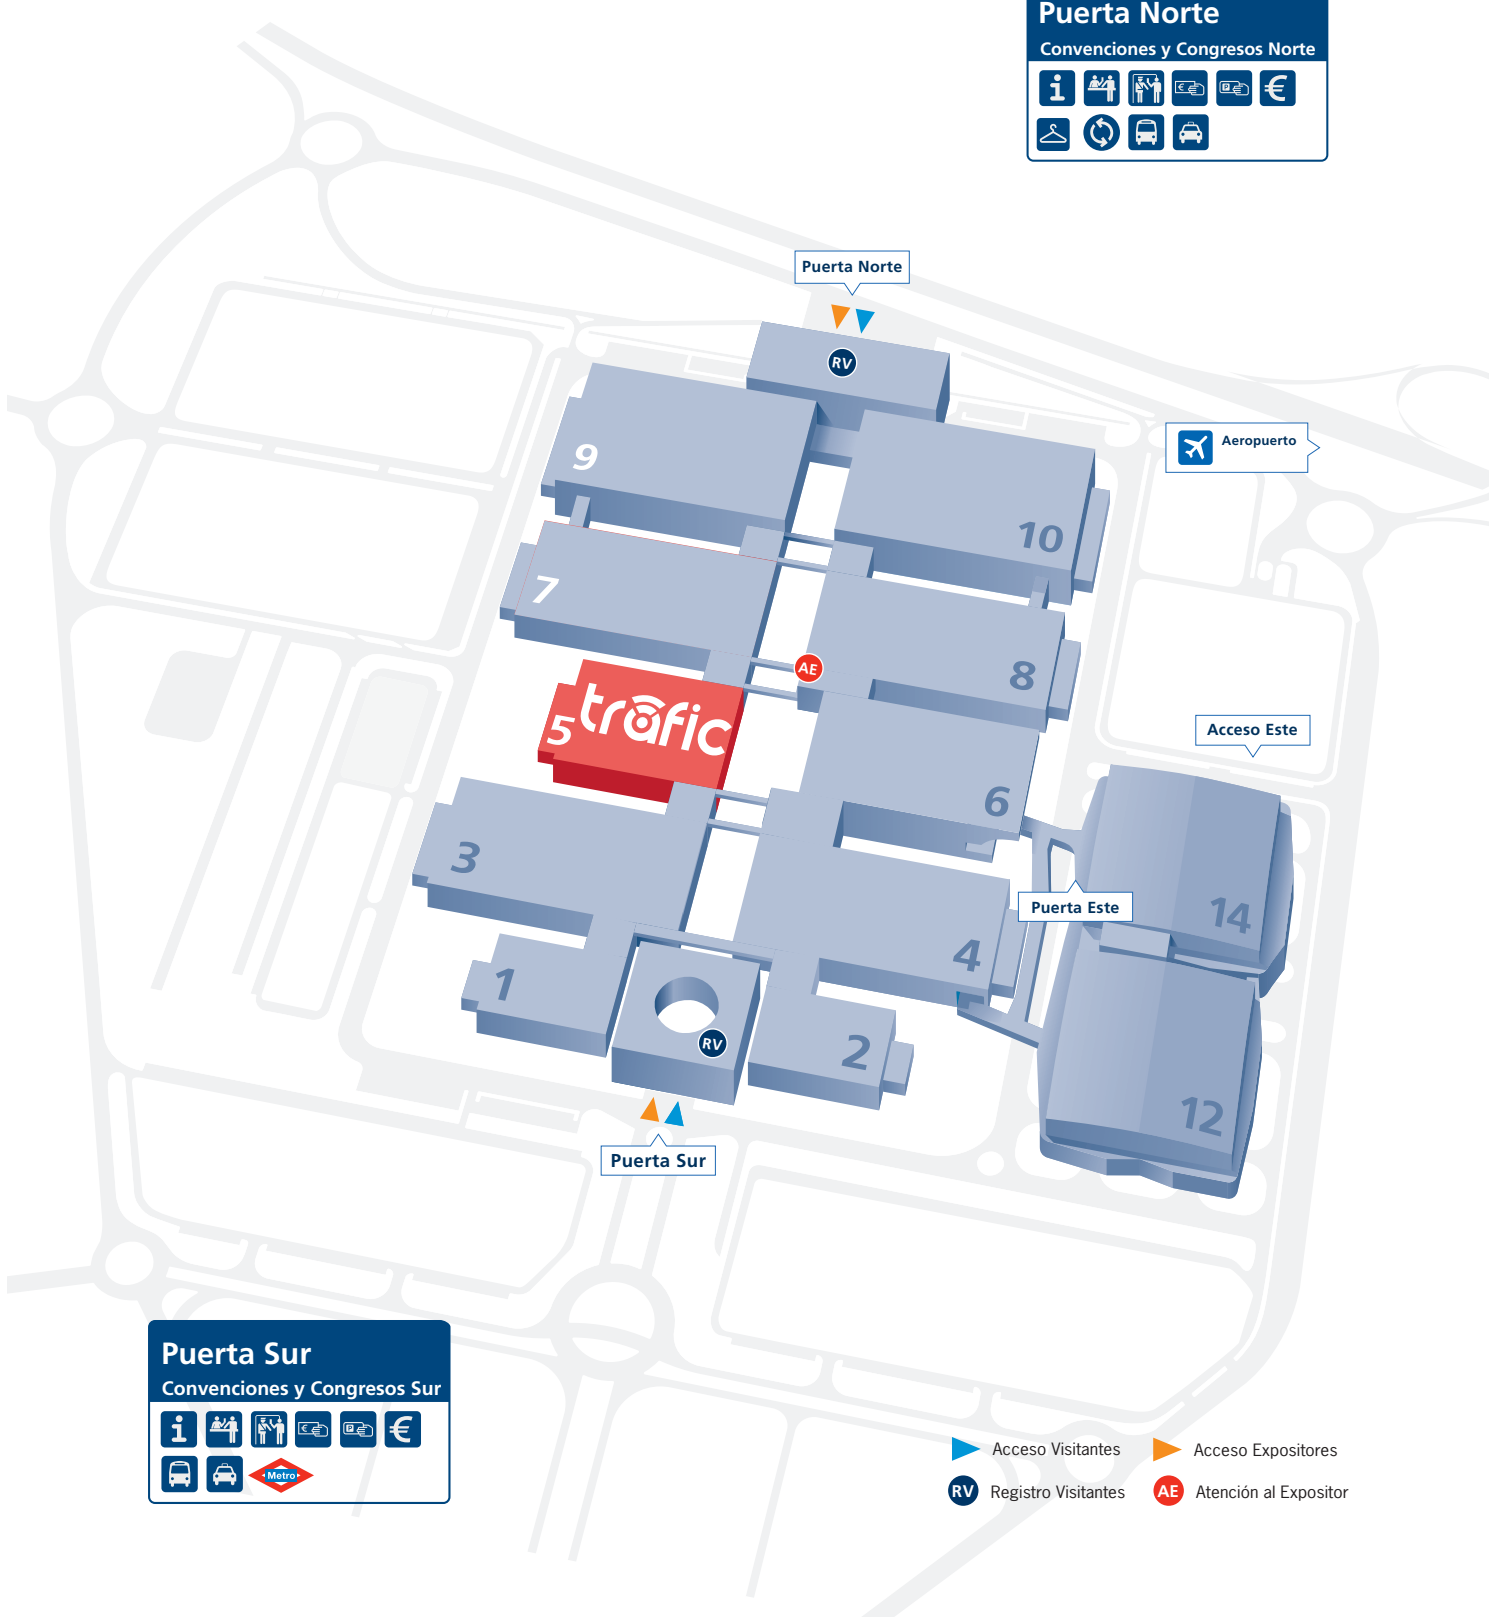 Puerta Norte
Convenciones y Congresos Norte
i
€
P
€
Puerta Norte
RV
9
10
Aeropuerto
7
8
AE
trafic
5
6
Acceso Este
3
14
Puerta Este
4
1
2
RV
12
Puerta Sur
Puerta Sur
Convenciones y Congresos Sur
i
€
P
€
Metro
Acceso Visitantes
Acceso Expositores
RV Registro Visitantes
AE Atención al Expositor